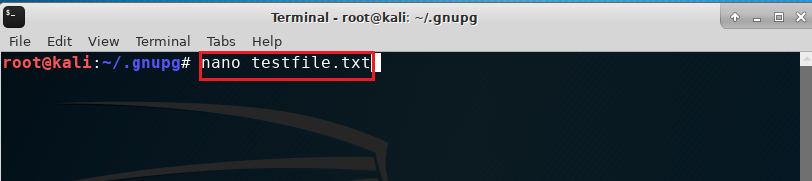 Terminal - root@kali: ~/.gnupg
File Edit View Terminal Tabs Help
root@kali:~/.gnupg# nano testfile.txt